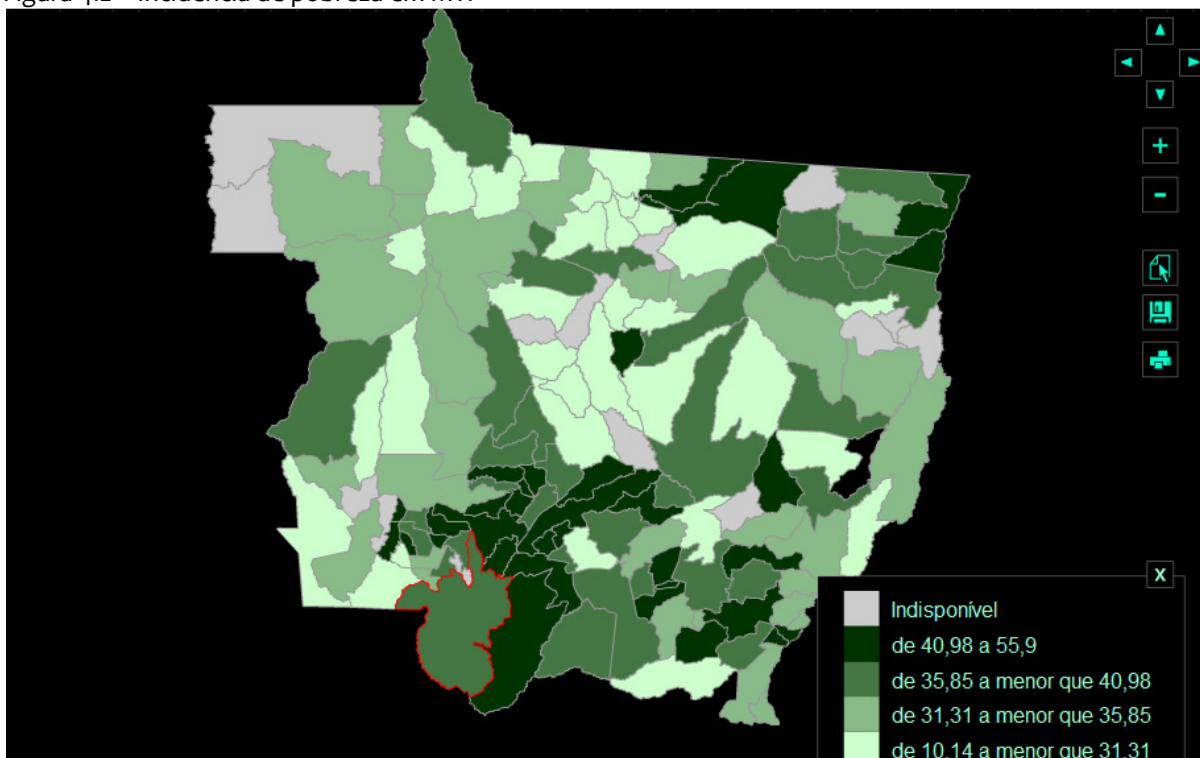 X
Indisponível
de 40,98 a 55,9
de 35,85 a menor que 40,98
de 31,31 a menor que 35,85
de 10,14 a menor que 31,31